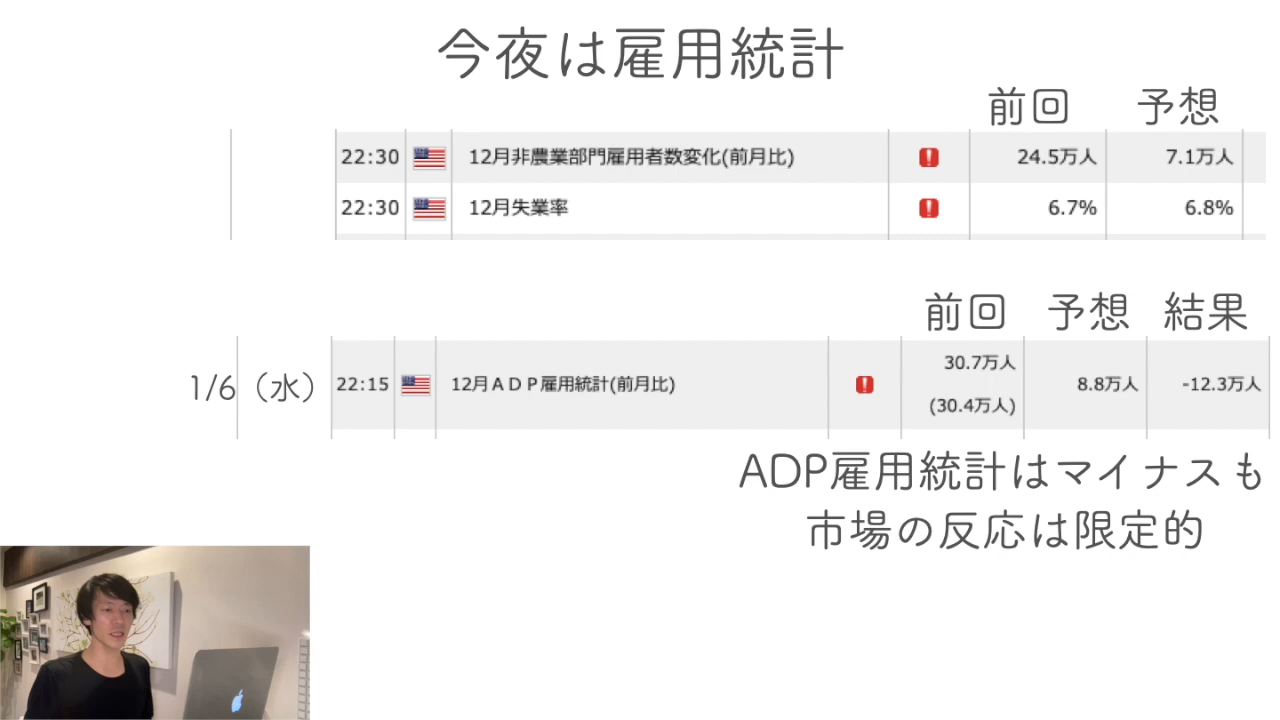 今夜は雇用統計
前回 予想
22:30 12月非農業部門雇用者数変化(前月比) 24.5万人 7.1万人
22:30 12月失業率 6.7% 6.8%
前回 予想 結果
1/6（水） 22:15 12月ＡＤＰ雇用統計(前月比) 30.7万人 8.8万人 -12.3万人
(30.4万人)
ADP雇用統計はマイナスも
市場の反応は限定的